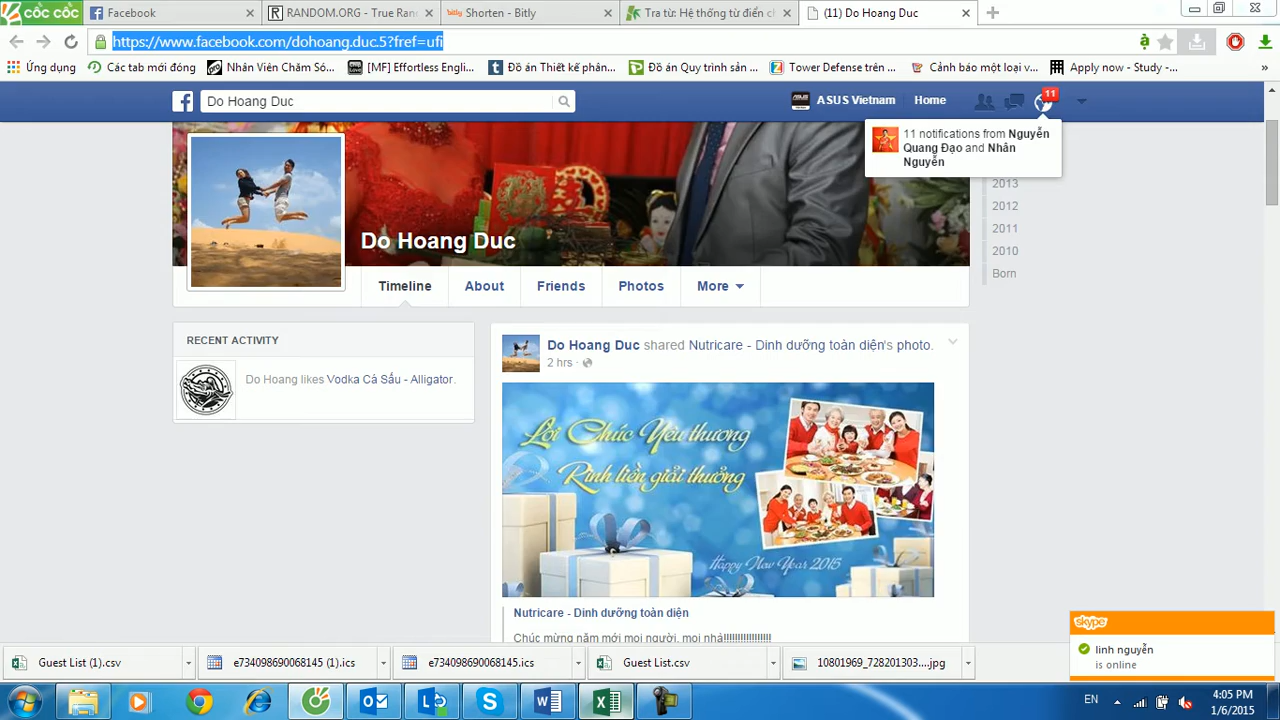 CỐC CỐC
Facebook
RANDOM.ORG - True Ran
bitly Shorten - Bitly
Tra từ: Hệ thống từ điển ch
(11) Do Hoang Duc
https://www.facebook.com/dohoang.duc.5?fref=ufi
Ứng dụng
Các tab mới đóng
Nhân Viên Chăm Só...
[MF] Effortless Engli...
Đồ án Thiết kế phân...
Đồ án Quy trình sản ...
Tower Defense trên ...
Cảnh báo một loại v...
Apply now - Study -...
Do Hoang Duc
ASUS Vietnam
Home
11
11 notifications from Nguyễn
Quang Đạo and Nhân
Nguyễn
2013
2012
2011
2010
Born
Do Hoang Duc
Timeline
About
Friends
Photos
More
RECENT ACTIVITY
Do Hoang likes Vodka Cá Sấu - Alligator.
Do Hoang Duc shared Nutricare - Dinh dưỡng toàn diện's photo.
2 hrs
Lời Chúc Yêu thương
Rinh liền giải thưởng
Happy New Year 2015
Nutricare - Dinh dưỡng toàn diện
Chúc mừng năm mới mọi người, mọi nhà!!!!!!!!!!!!!!!!!
skype
linh nguyễn
is online
Guest List (1).csv
e734098690068145 (1).ics
e734098690068145.ics
Guest List.csv
10801969_728201303....jpg
EN
4:05 PM
1/6/2015